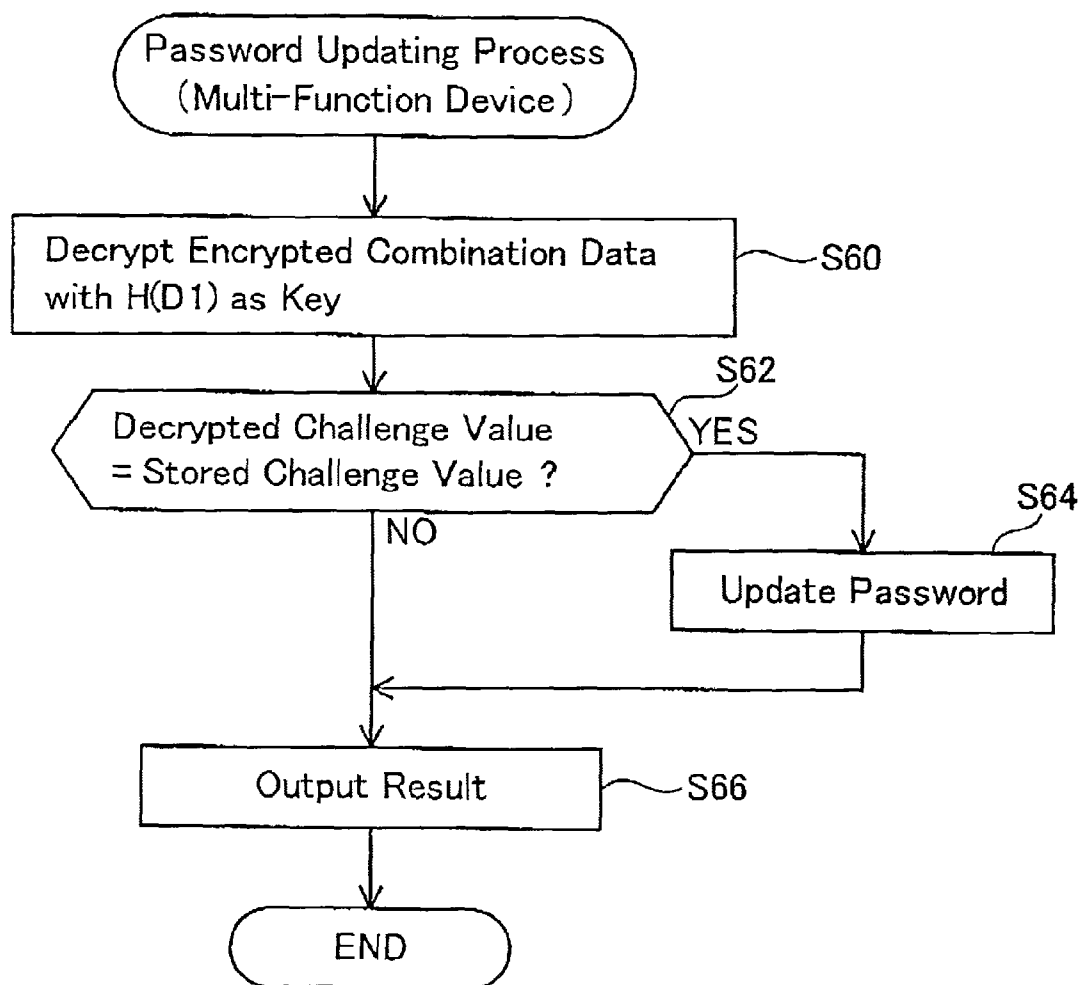 Password Updating Process
(Multi-Function Device)
Decrypt Encrypted Combination Data
with H(D1) as Key
S60
S62
Decrypted Challenge Value
= Stored Challenge Value ?
YES
NO
S64
Update Password
Output Result
S66
END